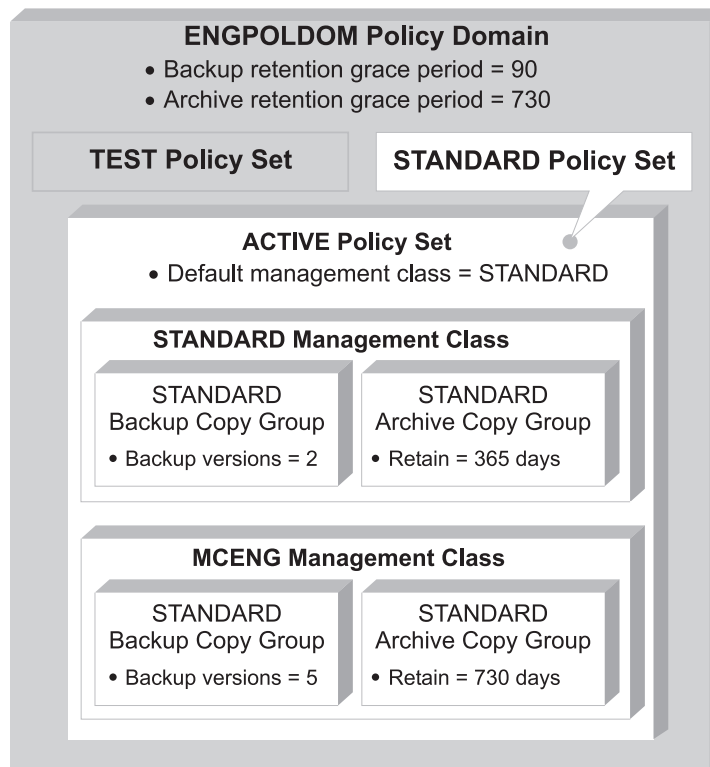 ENGPOLDOM Policy Domain
• Backup retention grace period = 90
• Archive retention grace period = 730
TEST Policy Set
STANDARD Policy Set
ACTIVE Policy Set
• Default management class = STANDARD
STANDARD Management Class
STANDARD
Backup Copy Group
• Backup versions = 2
STANDARD
Archive Copy Group
• Retain = 365 days
MCENG Management Class
STANDARD
Backup Copy Group
• Backup versions = 5
STANDARD
Archive Copy Group
• Retain = 730 days